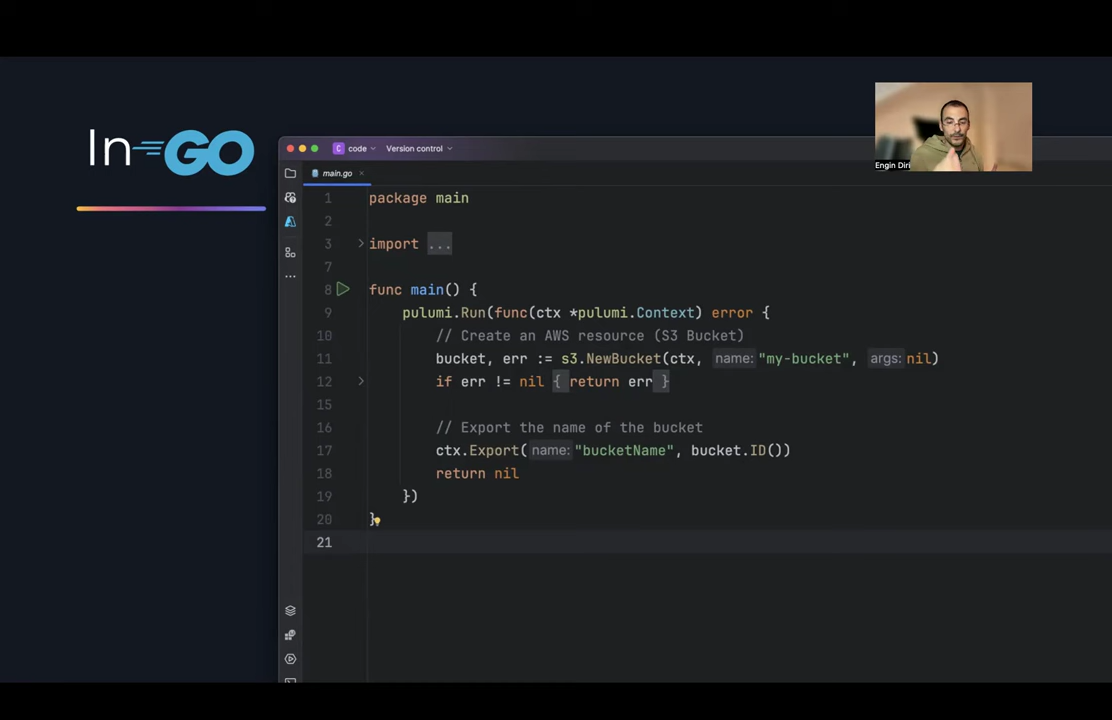 In GO
code
Version control
Engin Diri
main.go
1 package main
2
3 import ...
7
8 func main() {
9 pulumi.Run(func(ctx *pulumi.Context) error {
10 // Create an AWS resource (S3 Bucket)
11 bucket, err := s3.NewBucket(ctx, name: "my-bucket", args: nil)
12 if err != nil { return err }
15
16 // Export the name of the bucket
17 ctx.Export( name: "bucketName", bucket.ID())
18 return nil
19 })
20 }
21